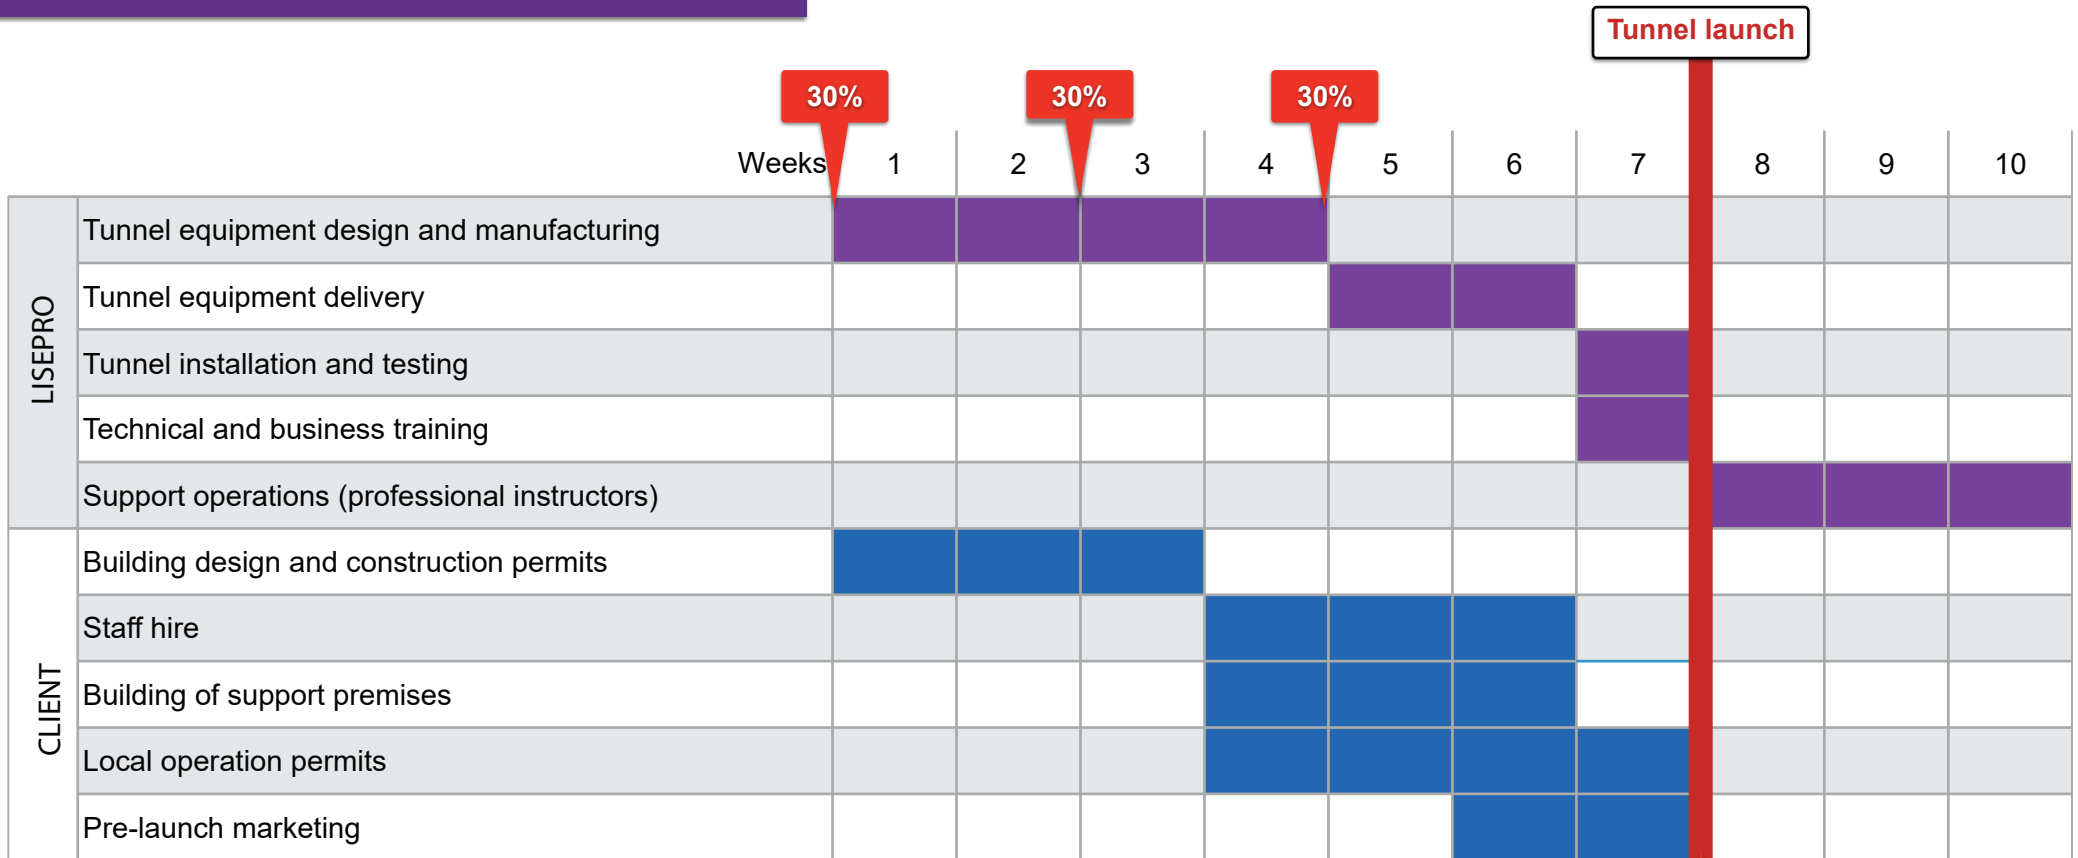 Tunnel launch
30% 30% 30%
Weeks 1 2 3 4 5 6 7 8 9 10
LISEPRO
Tunnel equipment design and manufacturing
Tunnel equipment delivery
Tunnel installation and testing
Technical and business training
Support operations (professional instructors)
CLIENT
Building design and construction permits
Staff hire
Building of support premises
Local operation permits
Pre-launch marketing